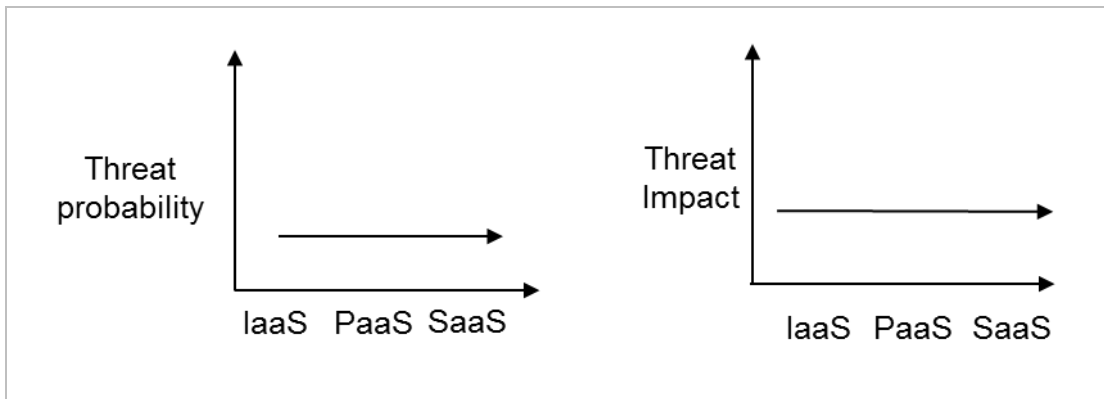 Threat
probability
IaaS PaaS SaaS
Threat
Impact
IaaS PaaS SaaS